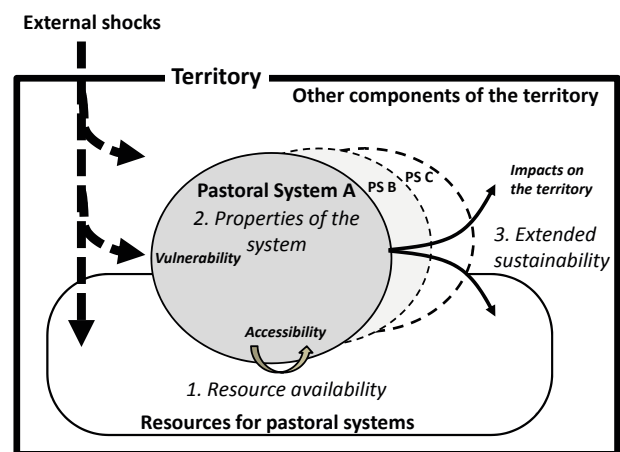 External shocks
Territory
Other components of the territory
Pastoral System A
PS B
PS C
Impacts on
the territory
2. Properties of the
system
3. Extended
sustainability
Vulnerability
Accessibility
1. Resource availability
Resources for pastoral systems